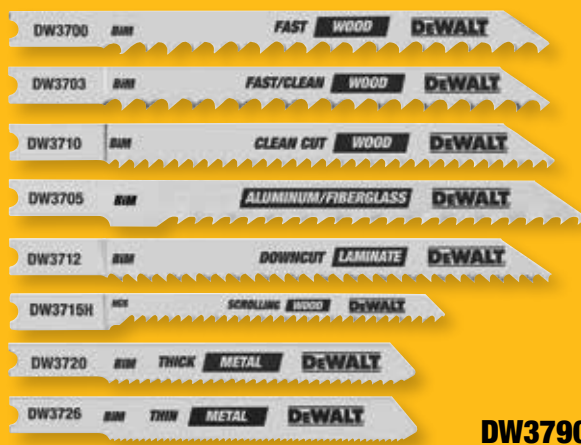 DW3700 BiM FAST WOOD DEWALT
DW3703 BiM FAST/CLEAN WOOD DEWALT
DW3710 BiM CLEAN CUT WOOD DEWALT
DW3705 BiM ALUMINUM/FIBERGLASS DEWALT
DW3712 BiM DOWNCUT LAMINATE DEWALT
DW3715H HCS SCROLLING WOOD DEWALT
DW3720 BiM THICK METAL DEWALT
DW3726 BiM THIN METAL DEWALT
DW3790